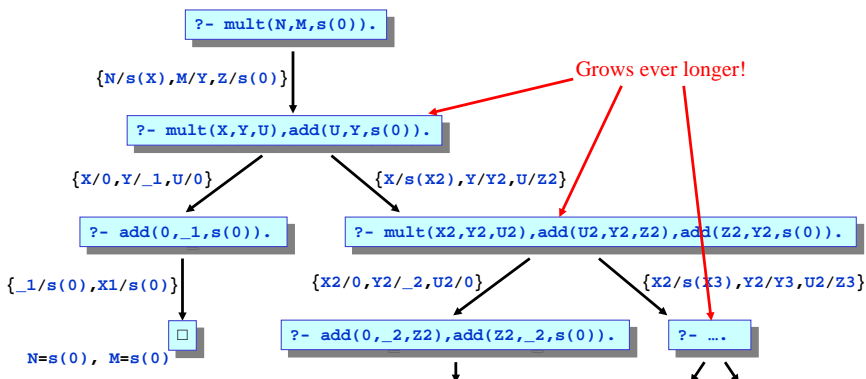 ?- mult(N,M,s(0)).
Grows ever longer!
{N/s(X),M/Y,Z/s(0)}
?- mult(X,Y,U),add(U,Y,s(0)).
{X/0,Y/_1,U/0}
{X/s(X2),Y/Y2,U/Z2}
?- add(0,_1,s(0)).
?- mult(X2,Y2,U2),add(U2,Y2,Z2),add(Z2,Y2,s(0)).
{_1/s(0),X1/s(0)}
{X2/0,Y2/_2,U2/0}
{X2/s(X3),Y2/Y3,U2/Z3}
□
?- add(0,_2,Z2),add(Z2,_2,s(0)).
?- ….
N=s(0), M=s(0)